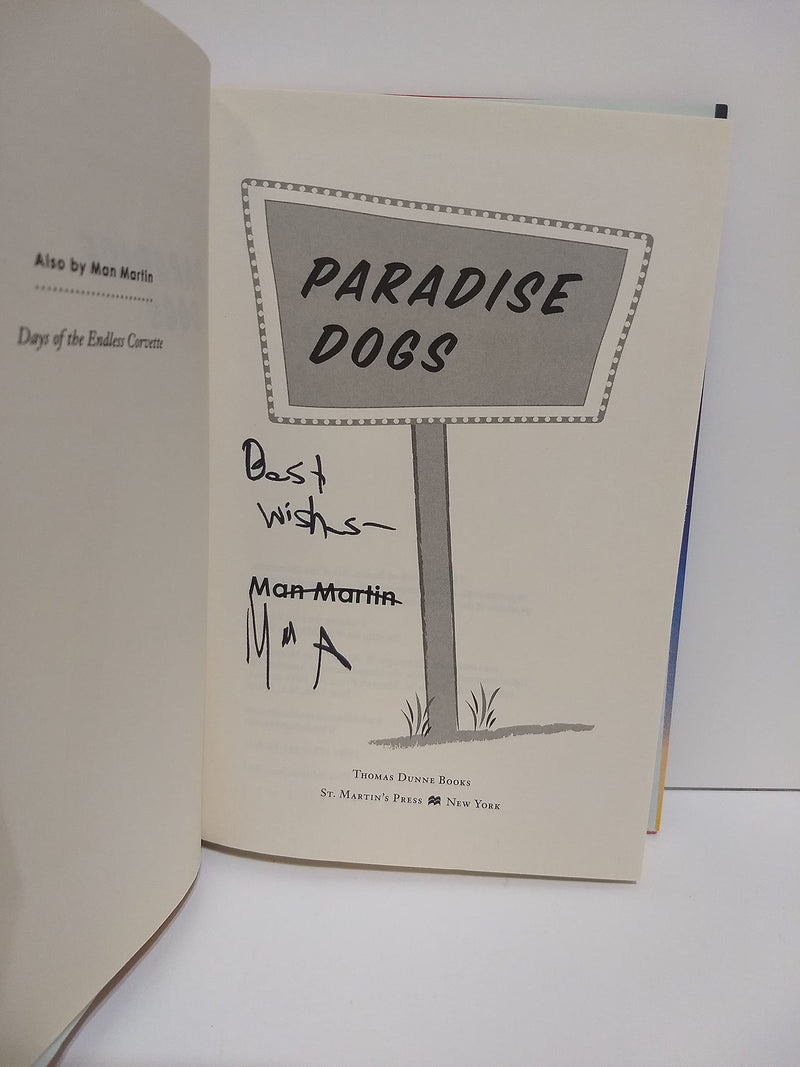 Also by Man Martin
Days of the Endless Corvette
PARADISE
DOGS
Best
wishes—
Man Martin
THOMAS DUNNE BOOKS
ST. MARTIN'S PRESS NEW YORK